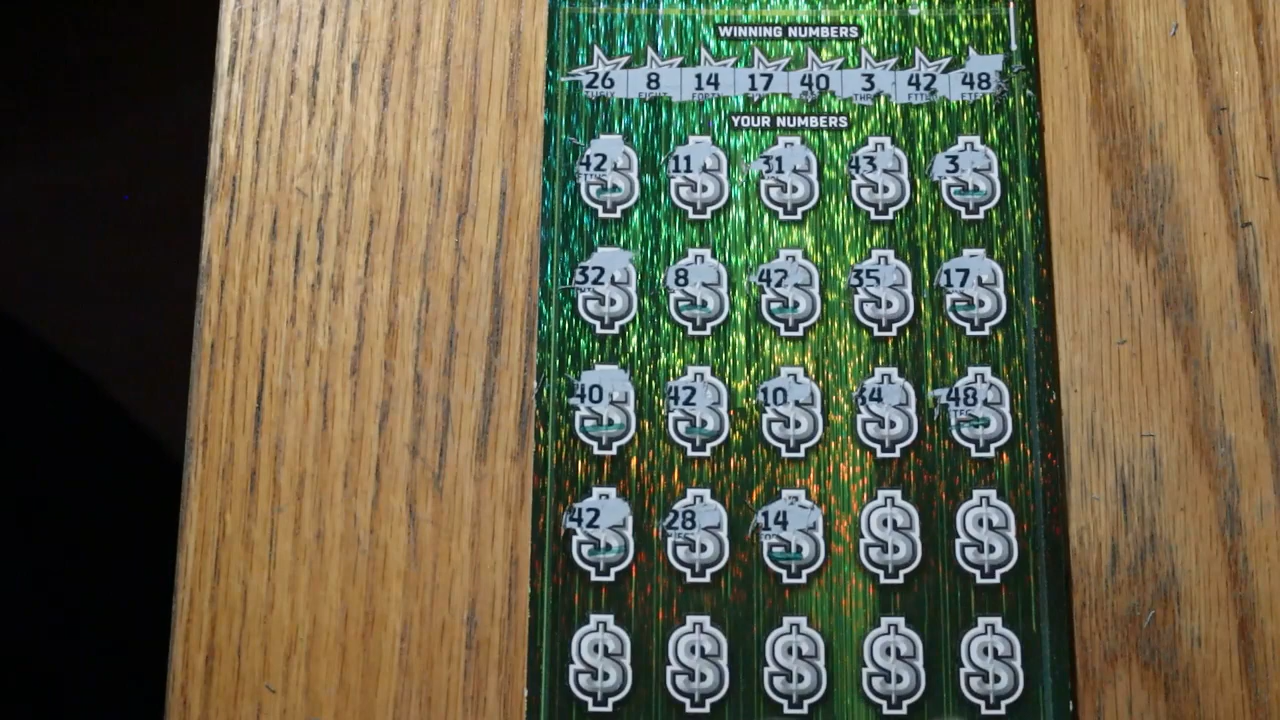 WINNING NUMBERS
26 8 14 17 40 3 42 48
YOUR NUMBERS
42 11 31 43 3
32 8 42 35 17
40 42 10 34 48
42 28 14